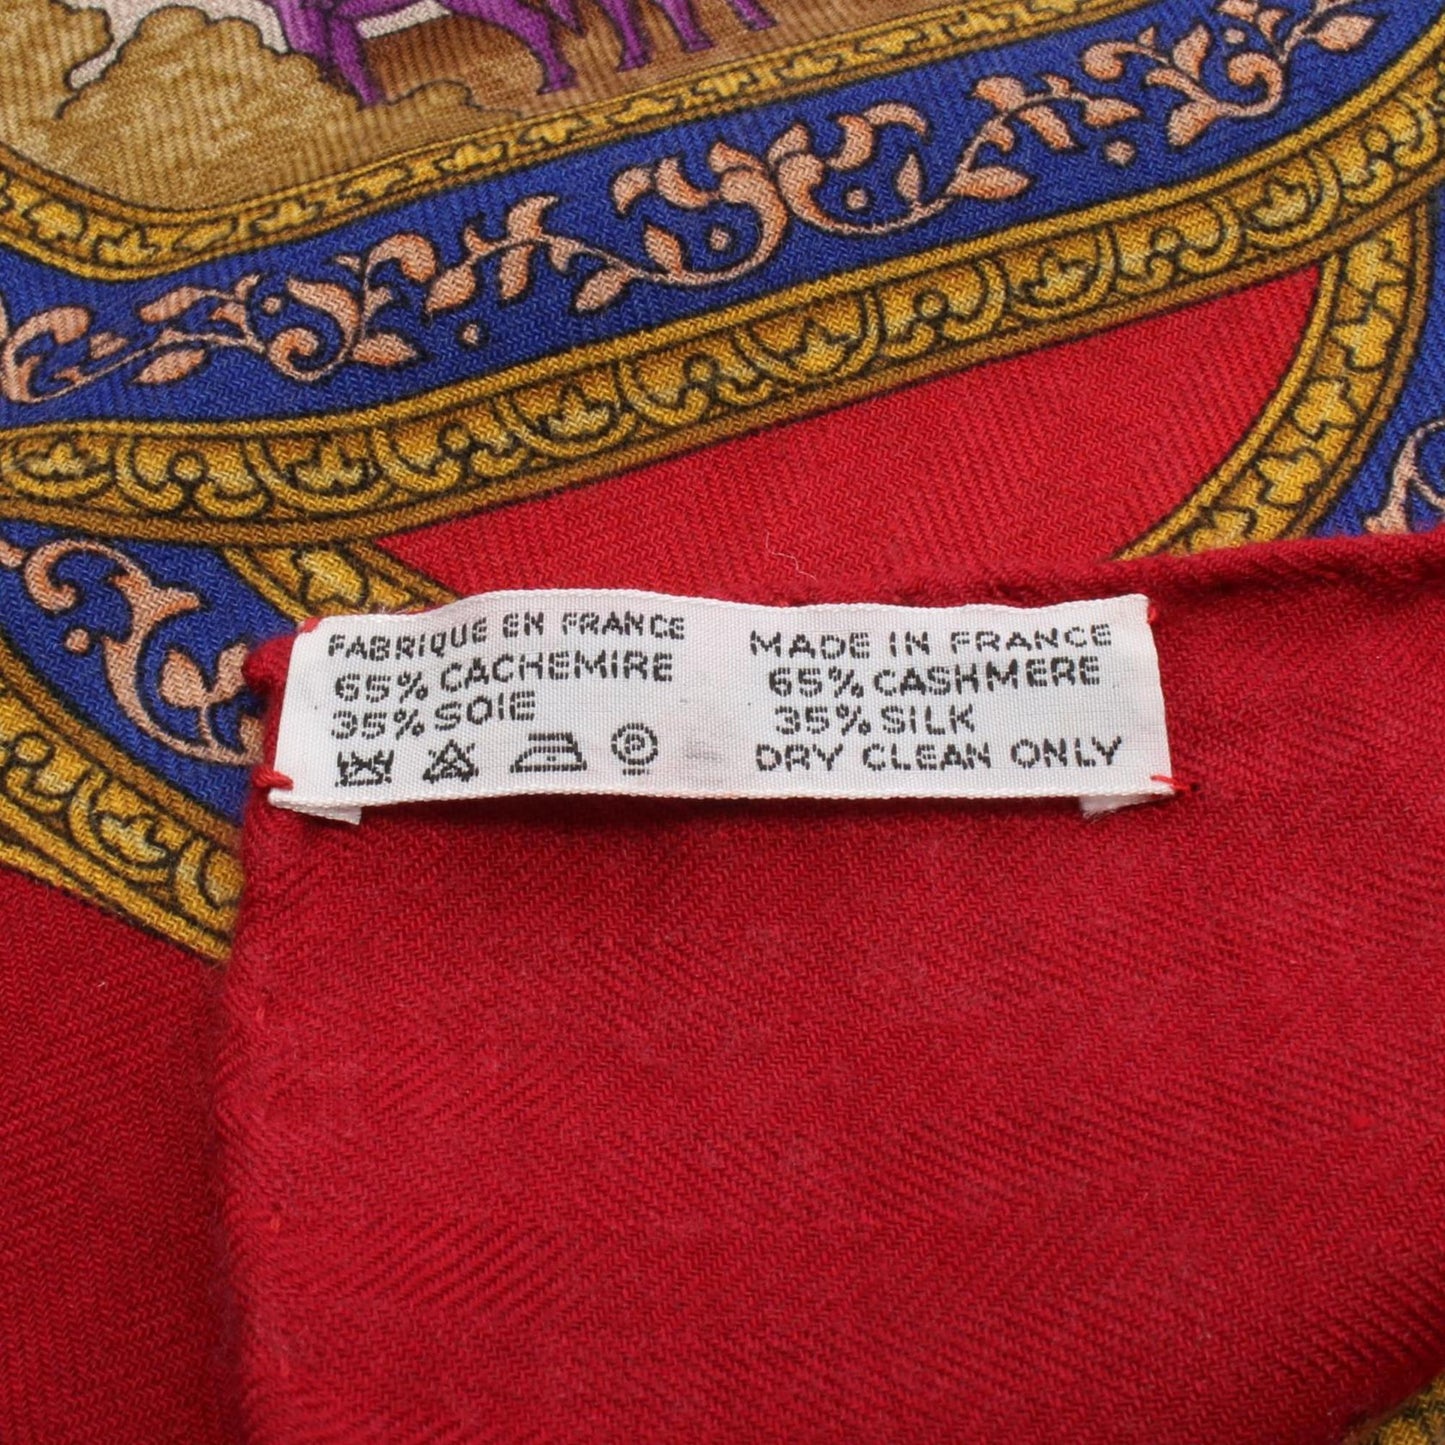 FABRIQUE EN FRANCE
65% CACHEMIRE
35% SOIE
P
MADE IN FRANCE
65% CASHMERE
35% SILK
DRY CLEAN ONLY